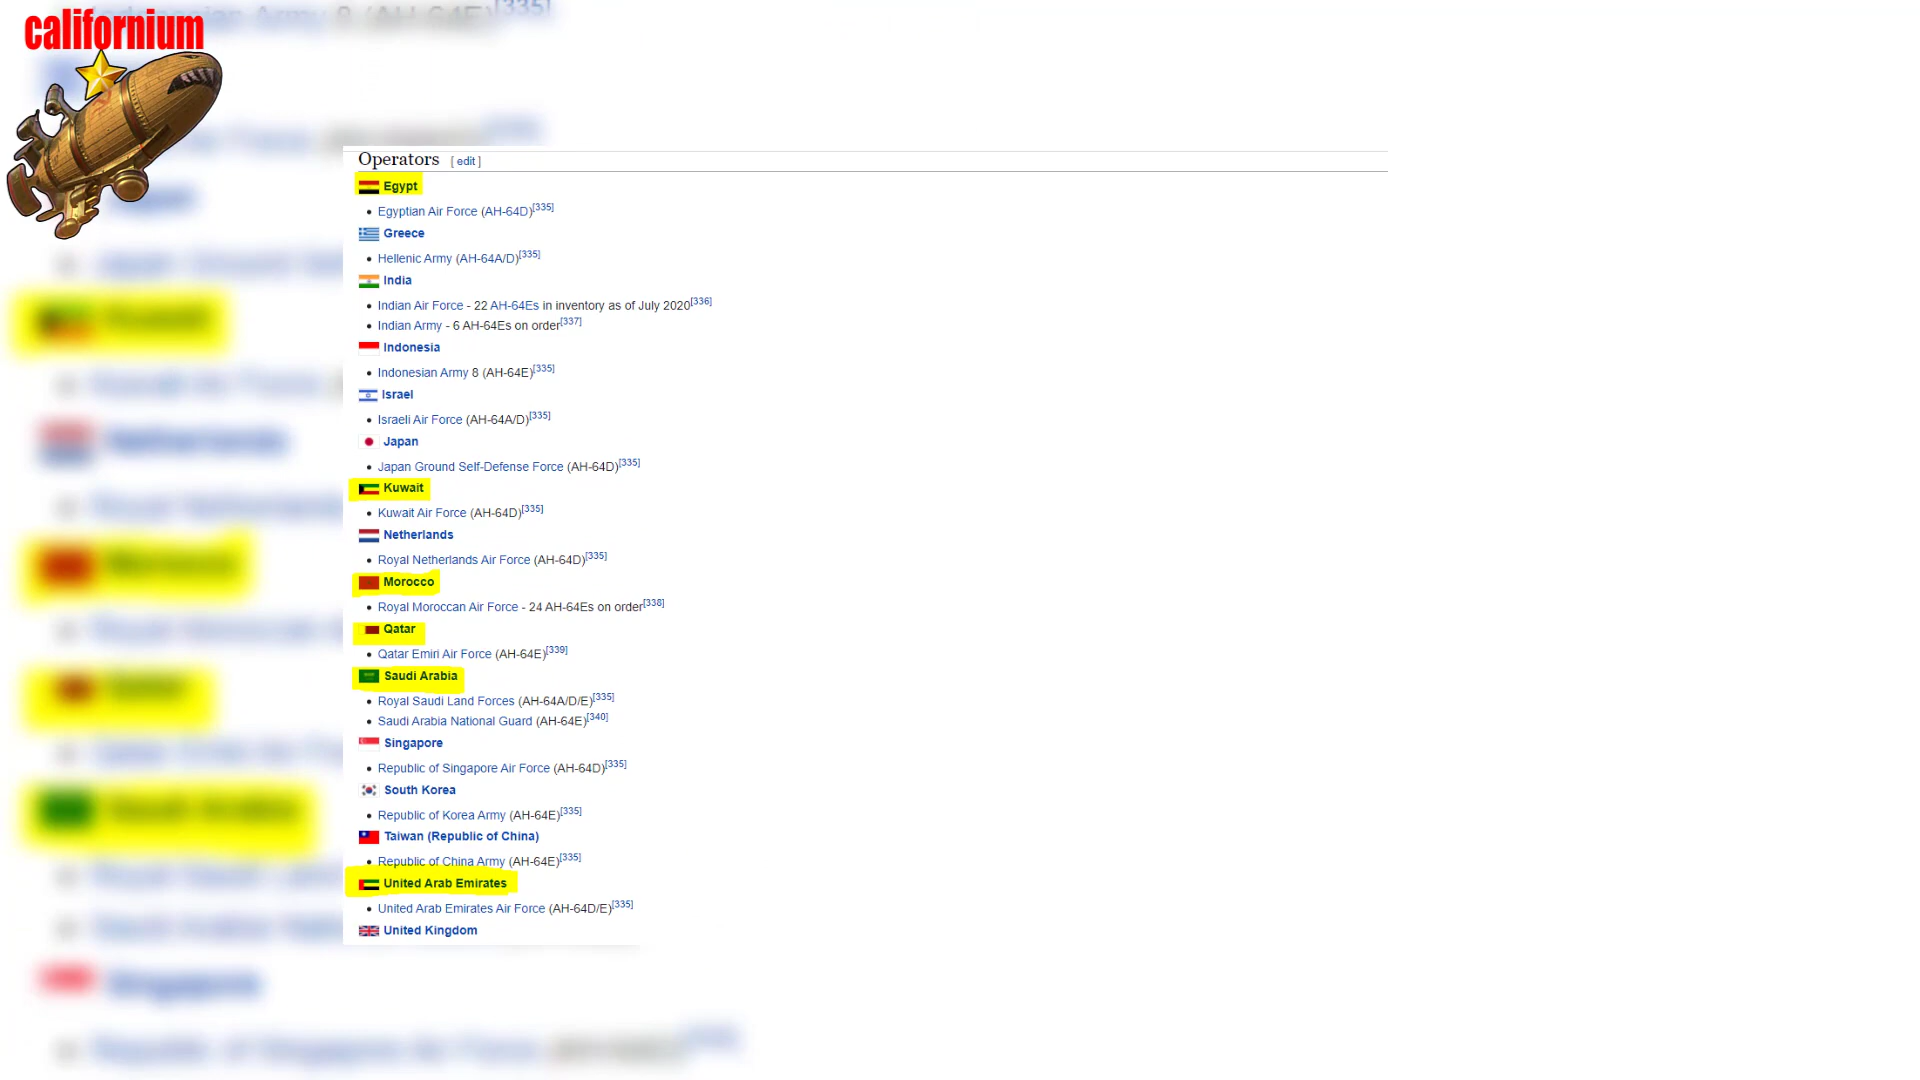 californium
Operators [ edit ]
Egypt
Egyptian Air Force (AH-64D)[335]
Greece
Hellenic Army (AH-64A/D)[335]
India
Indian Air Force - 22 AH-64Es in inventory as of July 2020[336]
Indian Army - 6 AH-64Es on order[337]
Indonesia
Indonesian Army 8 (AH-64E)[335]
Israel
Israeli Air Force (AH-64A/D)[335]
Japan
Japan Ground Self-Defense Force (AH-64D)[335]
Kuwait
Kuwait Air Force (AH-64D)[335]
Netherlands
Royal Netherlands Air Force (AH-64D)[335]
Morocco
Royal Moroccan Air Force - 24 AH-64Es on order[338]
Qatar
Qatar Emiri Air Force (AH-64E)[339]
Saudi Arabia
Royal Saudi Land Forces (AH-64A/D/E)[335]
Saudi Arabia National Guard (AH-64E)[340]
Singapore
Republic of Singapore Air Force (AH-64D)[335]
South Korea
Republic of Korea Army (AH-64E)[335]
Taiwan (Republic of China)
Republic of China Army (AH-64E)[335]
United Arab Emirates
United Arab Emirates Air Force (AH-64D/E)[335]
United Kingdom